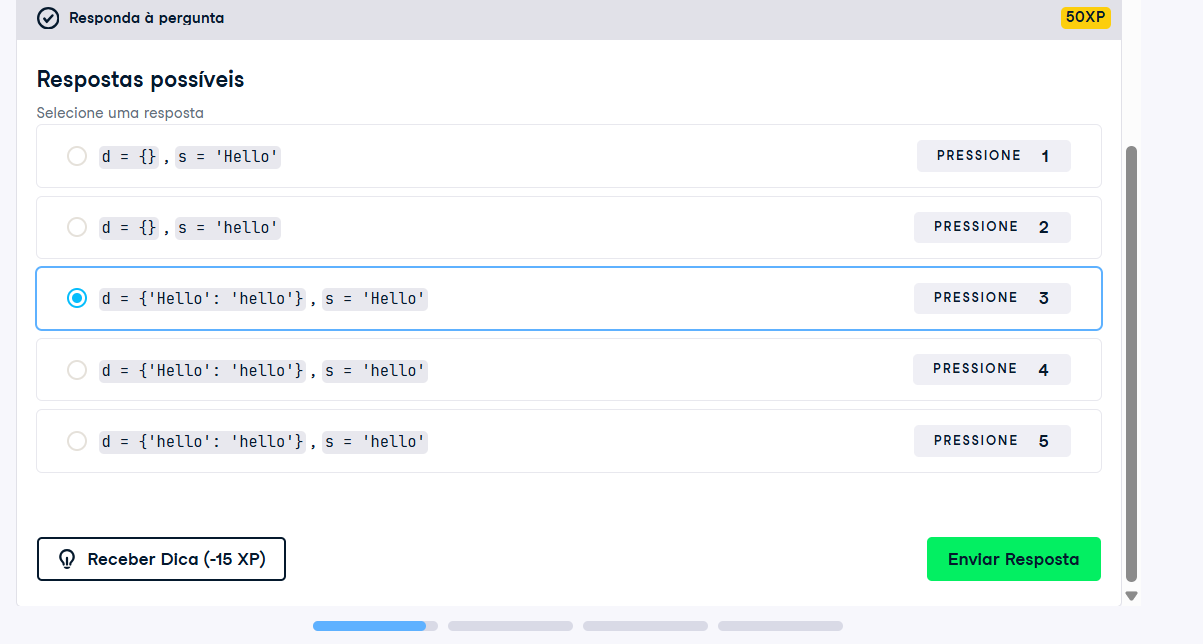 Responda à pergunta 50XP
Respostas possíveis
Selecione uma resposta
d = {} , s = 'Hello' PRESSIONE 1
d = {} , s = 'hello' PRESSIONE 2
d = {'Hello': 'hello'} , s = 'Hello' PRESSIONE 3
d = {'Hello': 'hello'} , s = 'hello' PRESSIONE 4
d = {'hello': 'hello'} , s = 'hello' PRESSIONE 5
Receber Dica (-15 XP) Enviar Resposta